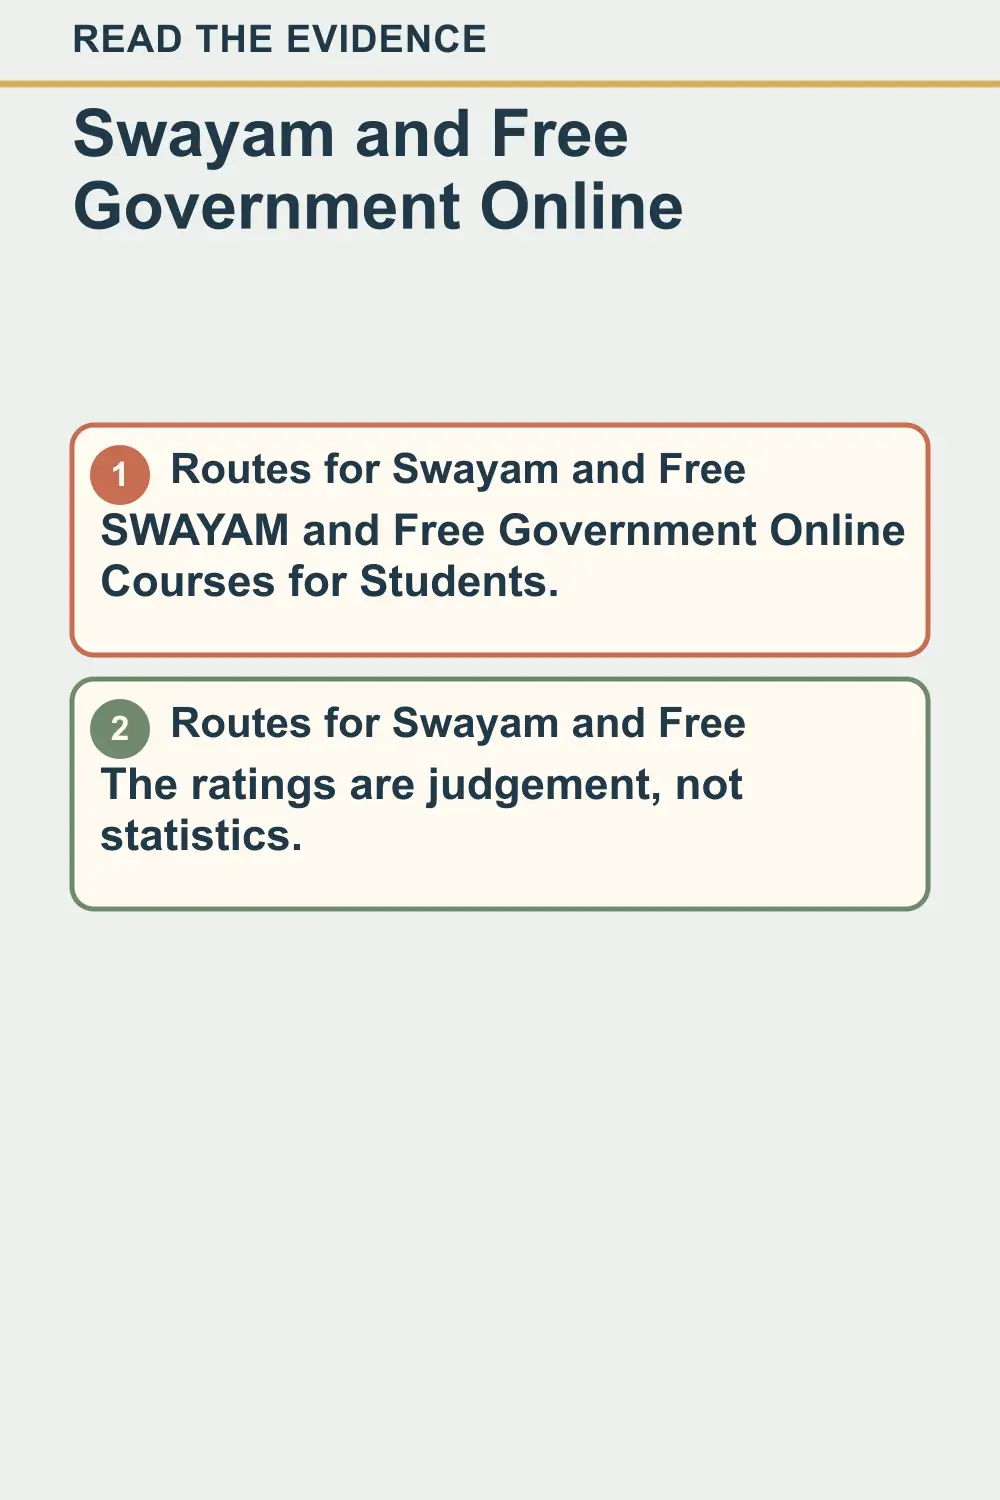 READ THE EVIDENCE
Swayam and Free
Government Online
1 Routes for Swayam and Free
SWAYAM and Free Government Online
Courses for Students.
2 Routes for Swayam and Free
The ratings are judgement, not
statistics.